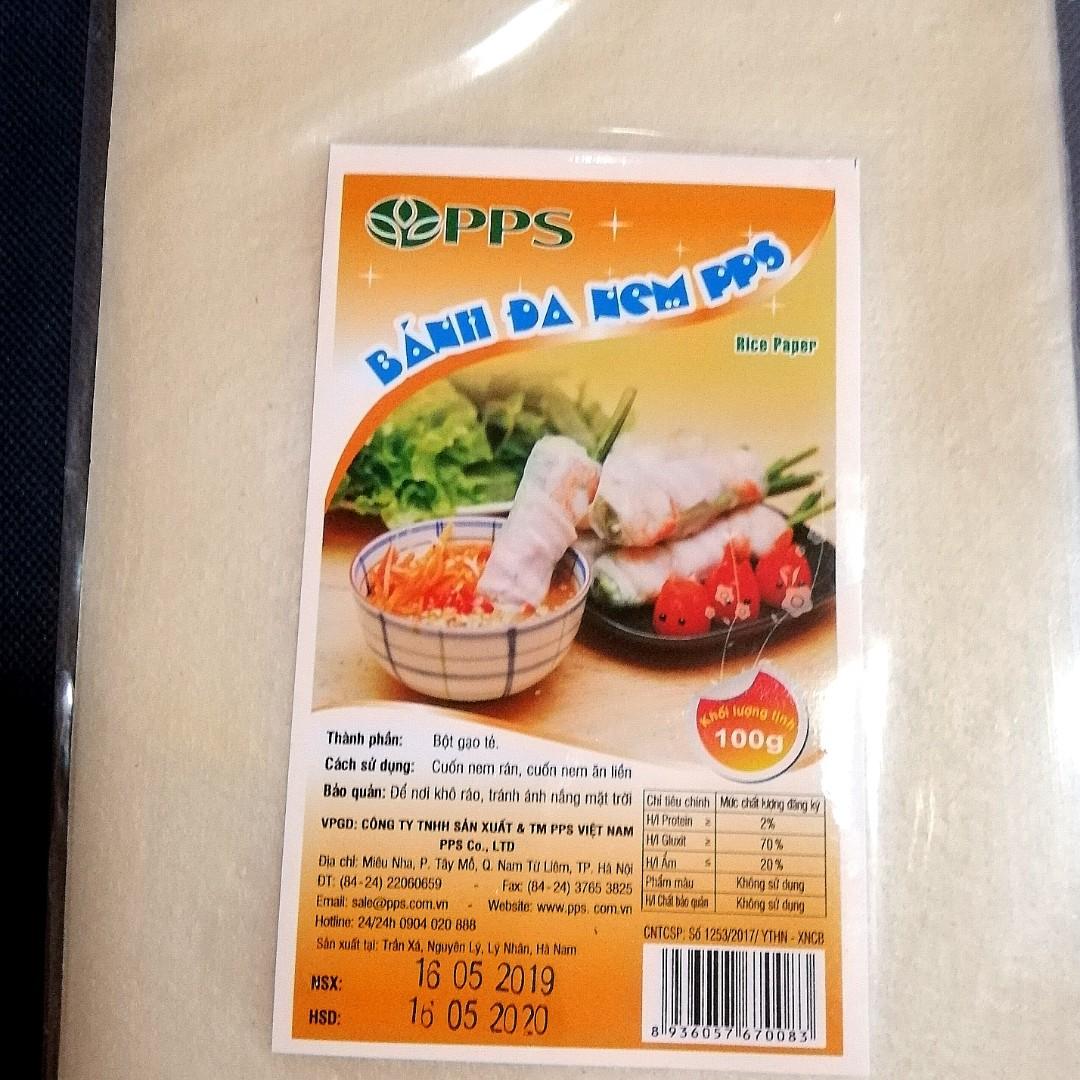 PPS
BÁNH ĐA NEM PPS
Rice Paper
Khối lượng tịnh
100g
Thành phần: Bột gạo tẻ.
Cách sử dụng: Cuốn nem rán, cuốn nem ăn liền
Bảo quản: Để nơi khô ráo, tránh ánh nắng mặt trời
VPGD: CÔNG TY TNHH SẢN XUẤT & TM PPS VIỆT NAM
PPS Co., LTD
Địa chỉ: Miêu Nha, P. Tây Mỗ, Q. Nam Từ Liêm, TP. Hà Nội
ĐT: (84-24) 22060659 - Fax: (84-24) 3765 3825
Email: sale@pps.com.vn - Website: www.pps. com.vn
Hotline: 24/24h 0904 020 888
Sản xuất tại: Trần Xá, Nguyên Lý, Lý Nhân, Hà Nam
NSX: 16 05 2019
HSD: 16 05 2020
Chỉ tiêu chính Mức chất lượng đăng ký
H/l Protein ≥ 2%
H/l Gluxit ≥ 70%
H/l Ẩm ≤ 20%
Phẩm màu Không sử dụng
H/l Chất bảo quản Không sử dụng
CNTCSP: Số 1253/2017/ YTHN - XNCB
8 936057 670083